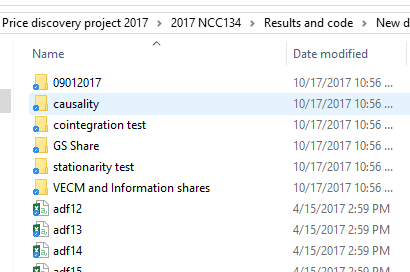 Price discovery project 2017 > 2017 NCC134 > Results and code > New d
Name Date modified
09012017 10/17/2017 10:56 ...
causality 10/17/2017 10:56 ...
cointegration test 10/17/2017 10:56 ...
GS Share 10/17/2017 10:56 ...
stationarity test 10/17/2017 10:56 ...
VECM and Information shares 10/17/2017 10:56 ...
adf12 4/15/2017 2:59 PM
adf13 4/15/2017 2:59 PM
adf14 4/15/2017 2:59 PM
adf15 4/15/2017 2:59 PM